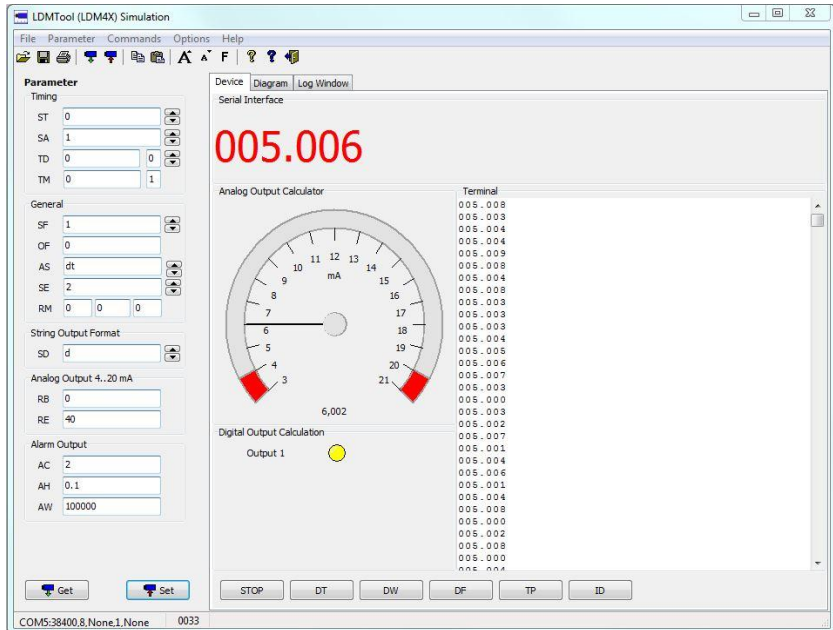 LDMTool (LDM4X) Simulation
File Parameter Commands Options Help
A A F ? ?
Parameter
Timing
ST 0
SA 1
TD 0 0
TM 0 1
General
SF 1
OF 0
AS dt
SE 2
RM 0 0 0
String Output Format
SD d
Analog Output 4..20 mA
RB 0
RE 40
Alarm Output
AC 2
AH 0.1
AW 100000
Get Set
Device Diagram Log Window
Serial Interface
005.006
Analog Output Calculator
3 4 5 6 7 8 9 10 11 12 13 14 15 16 17 18 19 20 21
mA
6,002
Digital Output Calculation
Output 1
Terminal
005.008
005.003
005.004
005.004
005.009
005.008
005.004
005.008
005.003
005.003
005.003
005.004
005.005
005.006
005.007
005.003
005.000
005.003
005.002
005.007
005.001
005.004
005.006
005.001
005.004
005.008
005.000
005.002
005.008
005.000
005.004
STOP DT DW DF TP ID
COM5:38400,8,None,1,None 0033